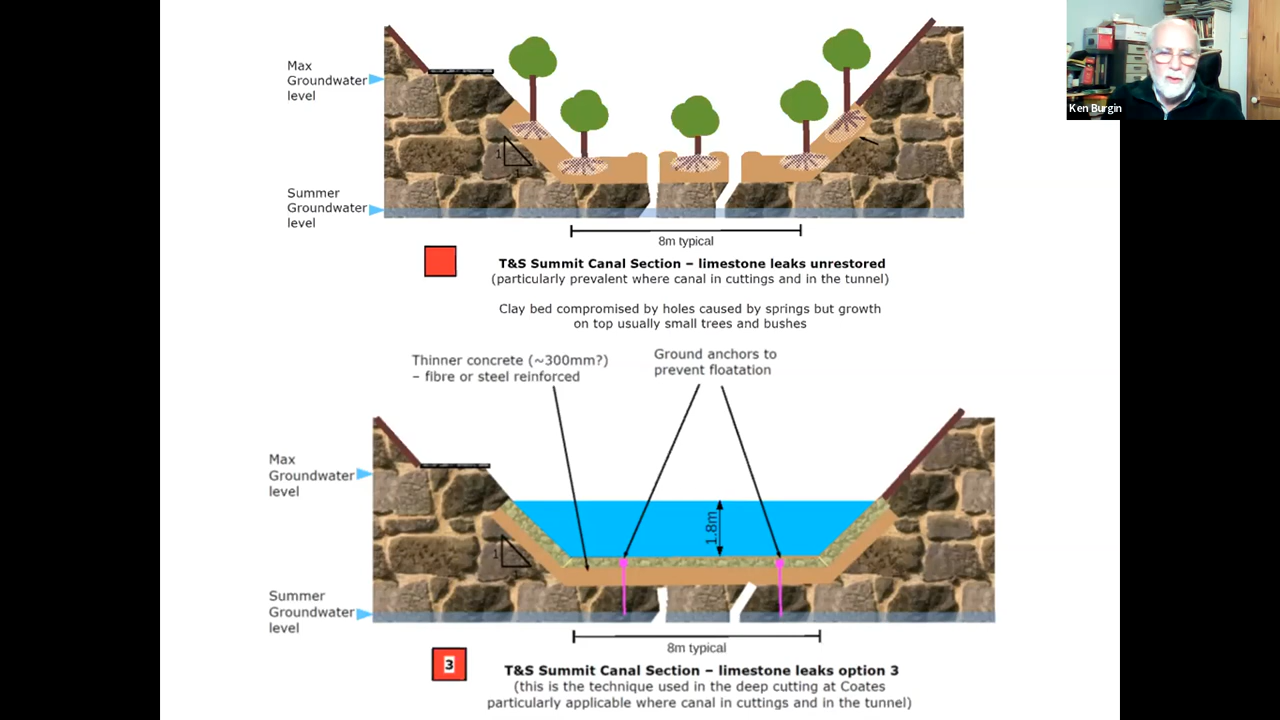 Max
Groundwater
level
1
Summer
Groundwater
level
8m typical
T&S Summit Canal Section – limestone leaks unrestored
(particularly prevalent where canal in cuttings and in the tunnel)
Clay bed compromised by holes caused by springs but growth
on top usually small trees and bushes
Thinner concrete (~300mm?)
– fibre or steel reinforced
Ground anchors to
prevent floatation
Max
Groundwater
level
1.8m
1
Summer
Groundwater
level
8m typical
3
T&S Summit Canal Section – limestone leaks option 3
(this is the technique used in the deep cutting at Coates
particularly applicable where canal in cuttings and in the tunnel)
Ken Burgin